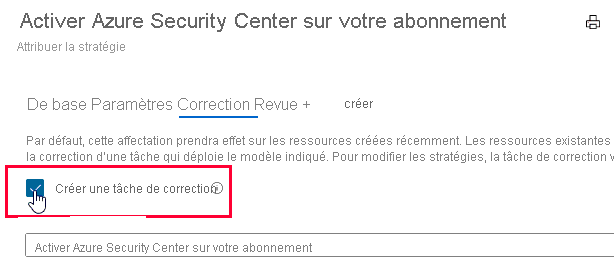 Activer Azure Security Center sur votre abonnement
Attribuer la stratégie
De base Paramètres Correction Revue + créer
Par défaut, cette affectation prendra effet sur les ressources créées récemment. Les ressources existantes
la correction d'une tâche qui déploie le modèle indiqué. Pour modifier les stratégies, la tâche de correction v
Créer une tâche de correction
Activer Azure Security Center sur votre abonnement